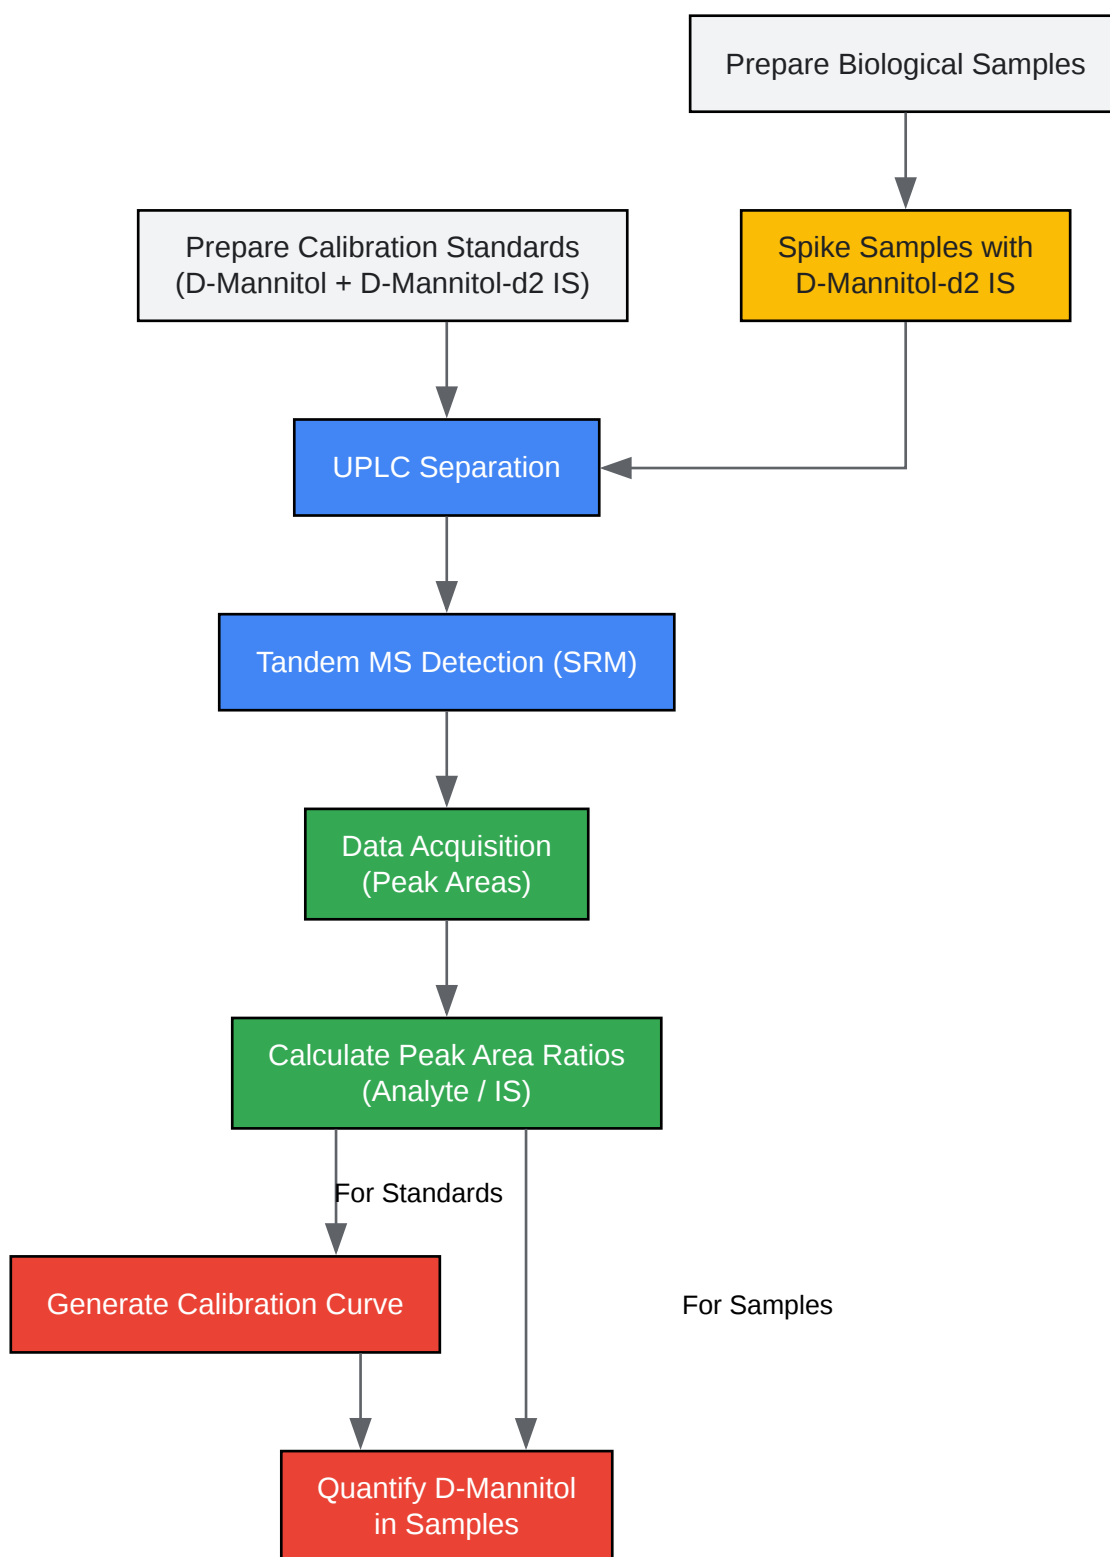 Prepare Biological Samples
Prepare Calibration Standards
(D-Mannitol + D-Mannitol-d2 IS)
Spike Samples with
D-Mannitol-d2 IS
UPLC Separation
Tandem MS Detection (SRM)
Data Acquisition
(Peak Areas)
Calculate Peak Area Ratios
(Analyte / IS)
For Standards
Generate Calibration Curve
For Samples
Quantify D-Mannitol
in Samples